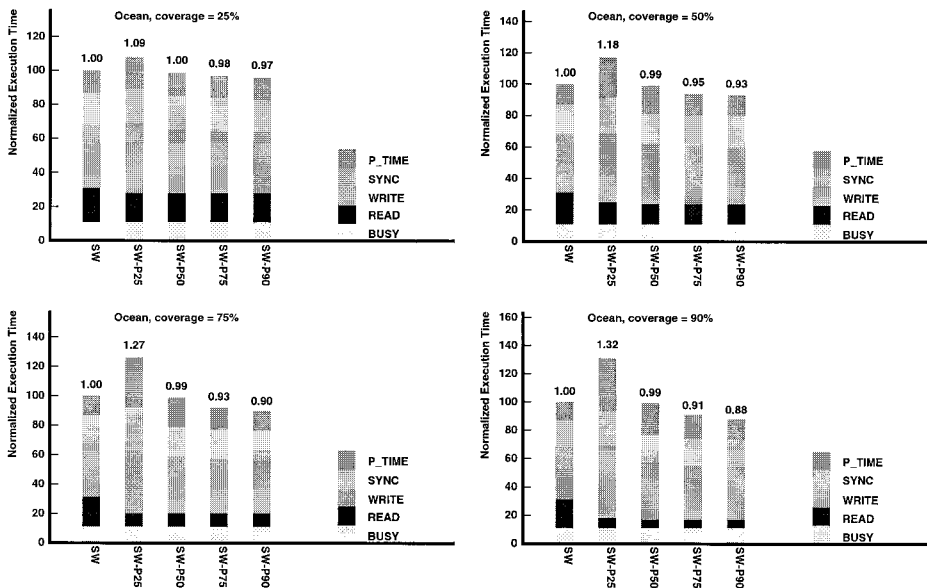 Ocean, coverage = 25%
Normalized Execution Time
120
100
80
60
40
20
0
1.00
1.09
1.00
0.98
0.97
P_TIME
SYNC
WRITE
READ
BUSY
SW
SW-P25
SW-P50
SW-P75
SW-P90
Ocean, coverage = 50%
Normalized Execution Time
140
120
100
80
60
40
20
0
1.00
1.18
0.99
0.95
0.93
P_TIME
SYNC
WRITE
READ
BUSY
SW
SW-P25
SW-P50
SW-P75
SW-P90
Ocean, coverage = 75%
Normalized Execution Time
140
120
100
80
60
40
20
0
1.00
1.27
0.99
0.93
0.90
P_TIME
SYNC
WRITE
READ
BUSY
SW
SW-P25
SW-P50
SW-P75
SW-P90
Ocean, coverage = 90%
Normalized Execution Time
160
140
120
100
80
60
40
20
0
1.00
1.32
0.99
0.91
0.88
P_TIME
SYNC
WRITE
READ
BUSY
SW
SW-P25
SW-P50
SW-P75
SW-P90